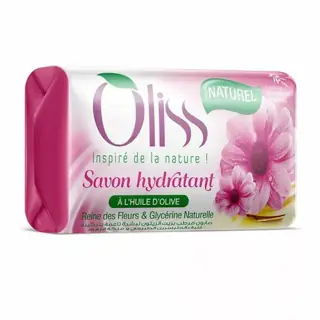 NATUREL
Oliss
Inspiré de la nature !
Savon hydratant
À L'HUILE D'OLIVE
Reine des Fleurs & Glycérine Naturelle